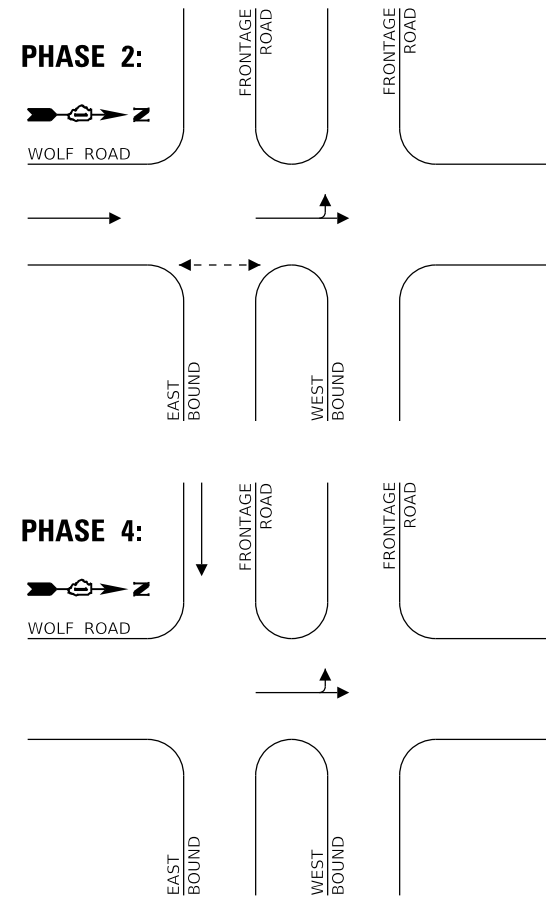 PHASE 2:
N
WOLF ROAD
FRONTAGE
ROAD
FRONTAGE
ROAD
EAST
BOUND
WEST
BOUND
PHASE 4:
N
WOLF ROAD
FRONTAGE
ROAD
FRONTAGE
ROAD
EAST
BOUND
WEST
BOUND